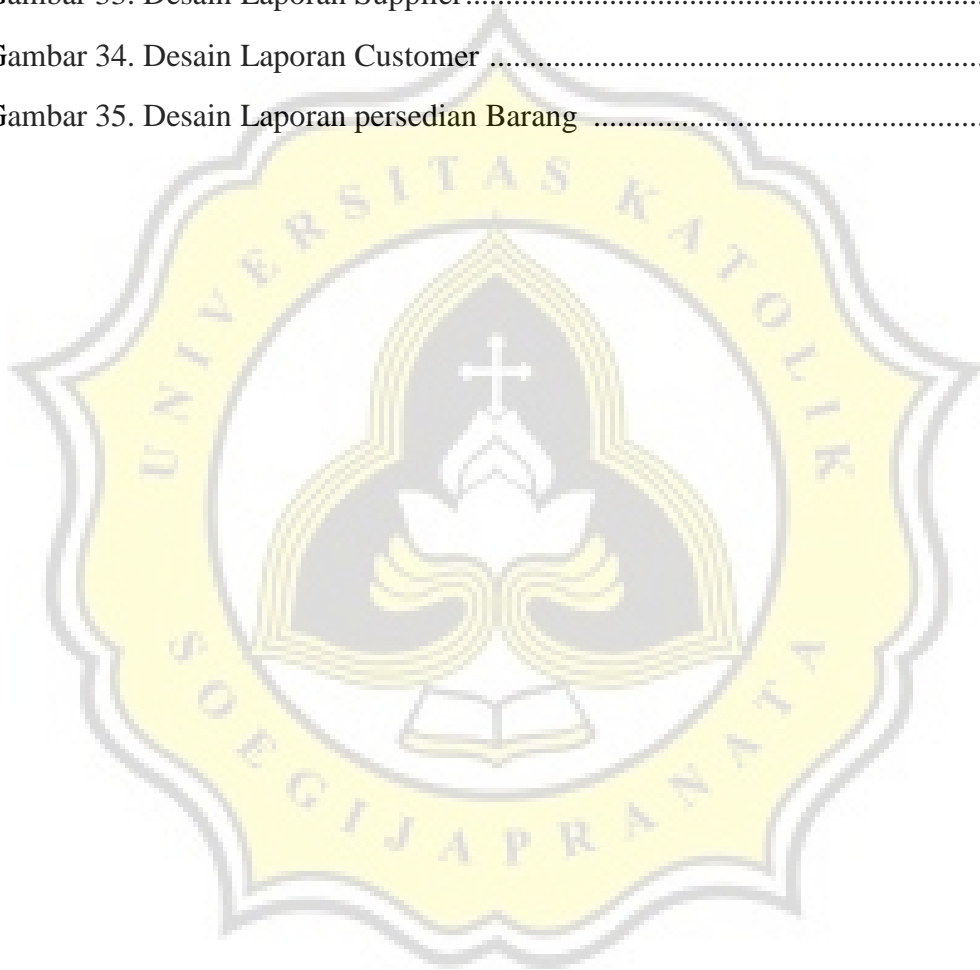 Gambar 33. Desain Laporan Supplier........................................................................
Gambar 34. Desain Laporan Customer ......................................................................
Gambar 35. Desain Laporan persedian Barang .........................................................
UNIVERSITAS KATOLIK
SOEGIJAPRANATA